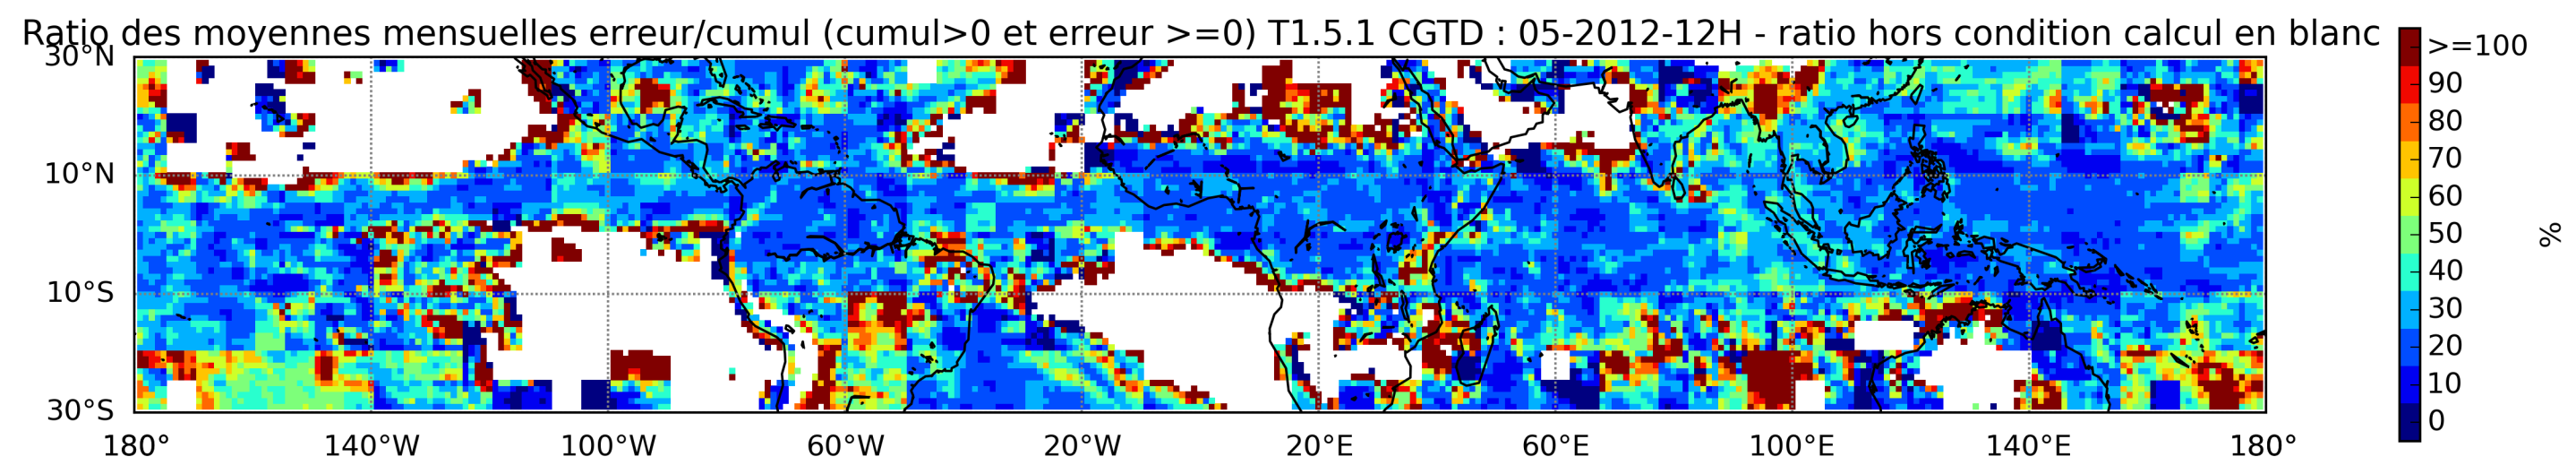 Ratio des moyennes mensuelles erreur/cumul (cumul>0 et erreur >=0) T1.5.1 CGTD : 05-2012-12H - ratio hors condition calcul en blanc
30°N
10°N
10°S
30°S
180° 140°W 100°W 60°W 20°W 20°E 60°E 100°E 140°E 180°
>=100
90
80
70
60
50
40
30
20
10
0
%